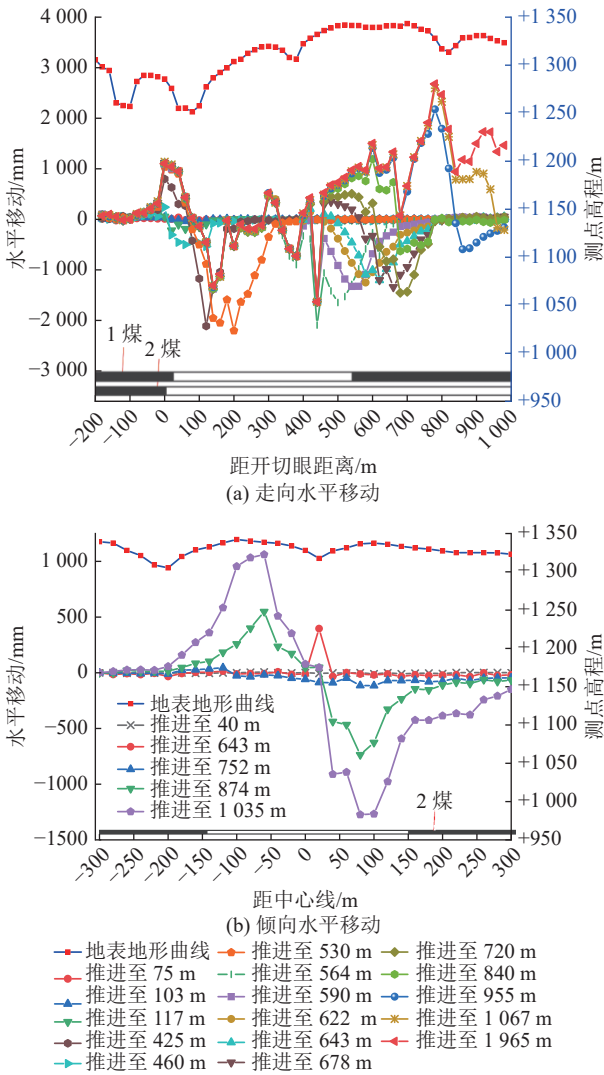 4 000
3 000
2 000
1 000
0
−1 000
−2 000
−3 000
水平移动/mm
+1 350
+1 300
+1 250
+1 200
+1 150
+1 100
+1 050
+1 000
+950
测点高程/m
1 煤
2 煤
−200
−100
0
100
200
300
400
500
600
700
800
900
1 000
距开切眼距离/m
(a) 走向水平移动
1 000
500
0
−500
−1 000
−1500
水平移动/mm
+1 350
+1 300
+1 250
+1 200
+1 150
+1 100
+1 050
+1 000
+950
测点高程/m
地表地形曲线
推进至 40 m
推进至 643 m
推进至 752 m
推进至 874 m
推进至 1 035 m
2 煤
−300
−250
−200
−150
−100
−50
0
50
100
150
200
250
300
距中心线/m
(b) 倾向水平移动
地表地形曲线 推进至 530 m 推进至 720 m
推进至 75 m 推进至 564 m 推进至 840 m
推进至 103 m 推进至 590 m 推进至 955 m
推进至 117 m 推进至 622 m 推进至 1 067 m
推进至 425 m 推进至 643 m 推进至 1 965 m
推进至 460 m 推进至 678 m